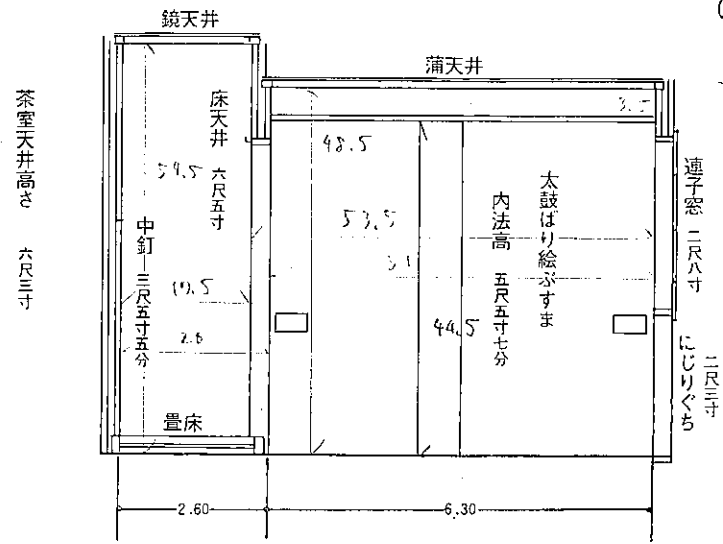 鏡天井
蒲天井
茶室天井高さ 六尺三寸
床天井 六尺五寸
中釘 三尺五寸五分
畳床
太鼓ばり絵ぶすま
内法高 五尺五寸七分
連子窓 二尺八寸
にじりぐち 二尺三寸
48.5
53.5
44.5
2.60
6.30